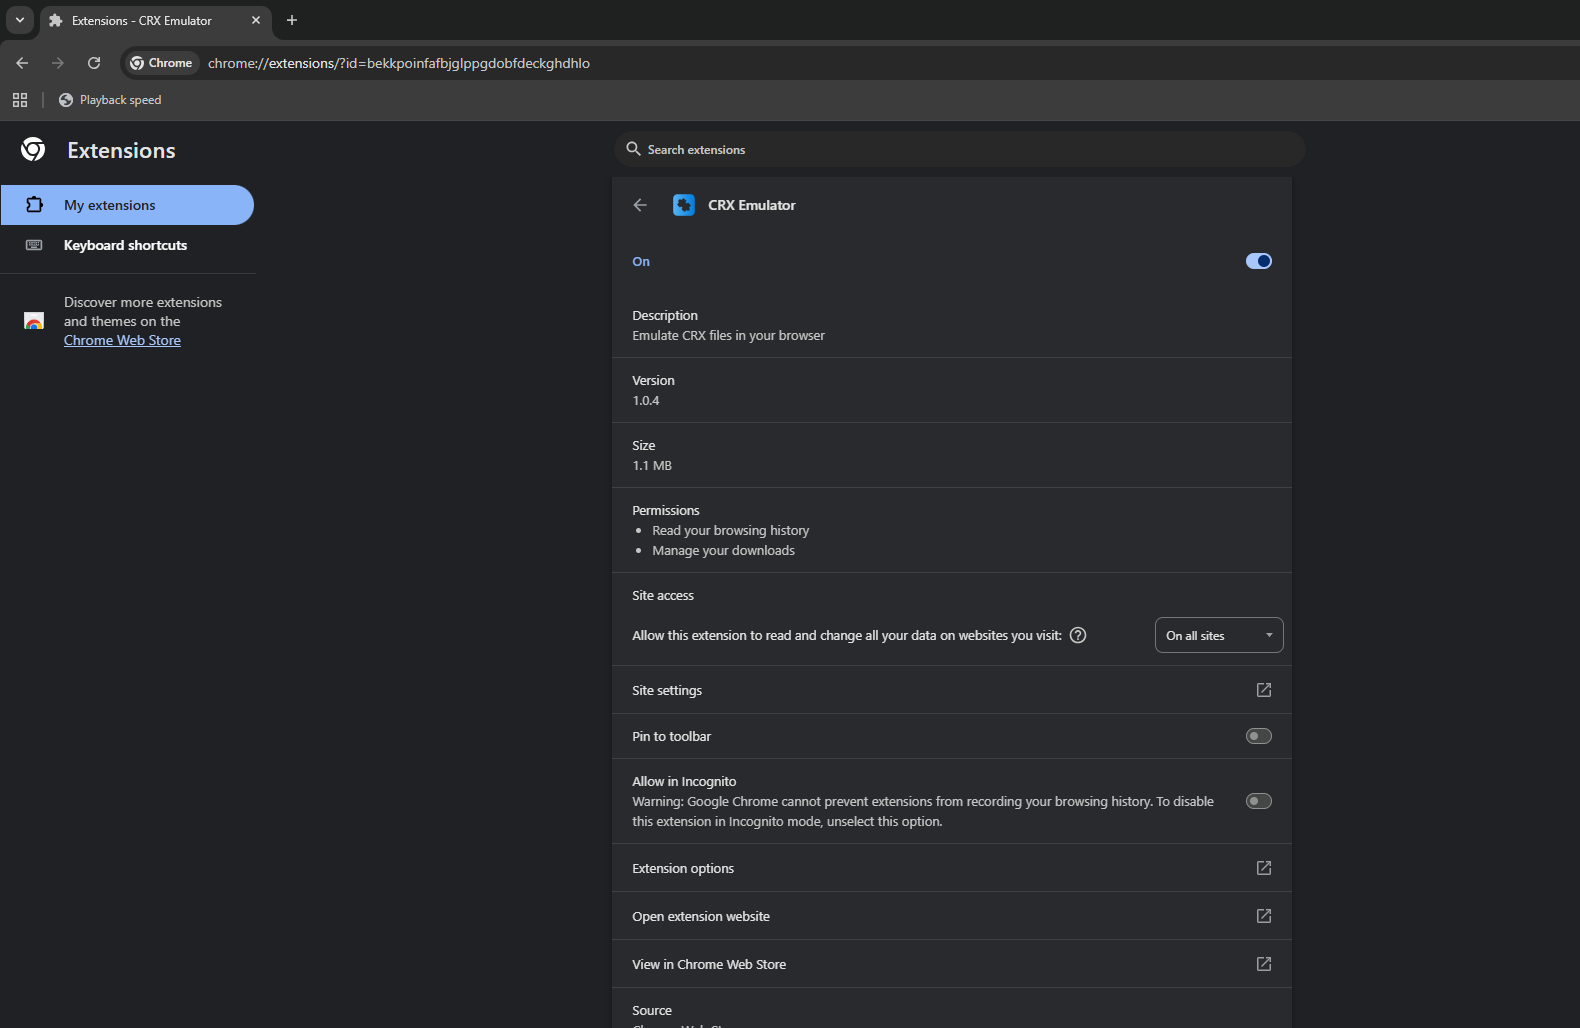 Extensions - CRX Emulator
Chrome
chrome://extensions/?id=bekkpoinfafbjglppgdobfdeckghdhlo
Playback speed
Extensions
Search extensions
My extensions
Keyboard shortcuts
Discover more extensions
and themes on the
Chrome Web Store
CRX Emulator
On
Description
Emulate CRX files in your browser
Version
1.0.4
Size
1.1 MB
Permissions
Read your browsing history
Manage your downloads
Site access
Allow this extension to read and change all your data on websites you visit:
On all sites
Site settings
Pin to toolbar
Allow in Incognito
Warning: Google Chrome cannot prevent extensions from recording your browsing history. To disable
this extension in Incognito mode, unselect this option.
Extension options
Open extension website
View in Chrome Web Store
Source